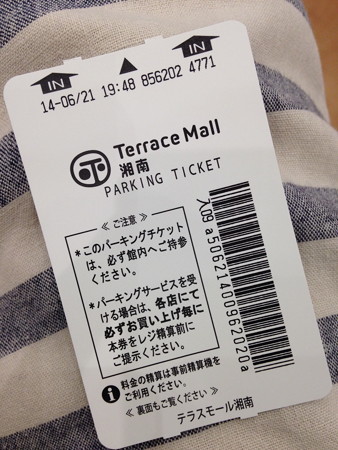 IN IN
14-06/21 19:48 856202 4771
Terrace Mall
湘南
PARKING TICKET
≪ ご注意 ≫
*このパーキングチケット
は、必ず館内へご持参
ください。
*パーキングサービスを受
ける場合は、各店にて
必ずお買い上げ毎に
本券をレジ精算前に
ご提示ください。
料金の精算は事前精算機を
ご利用ください。
≪ 裏面もご覧ください ≫
テラスモール湘南
入09 a5062140096202​0a